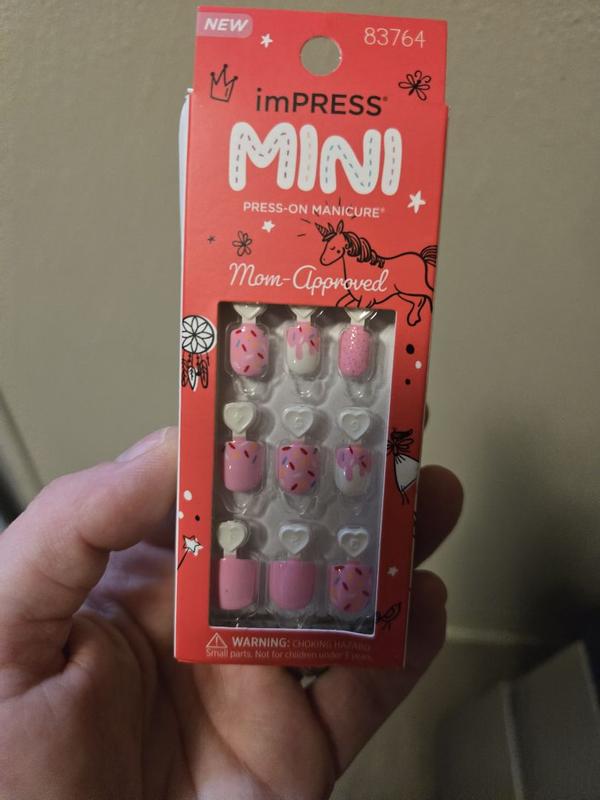 NEW
83764
imPRESS®
MINI
PRESS-ON MANICURE®
Mom-Approved
WARNING: CHOKING HAZARD
Small parts. Not for children under 3 years.